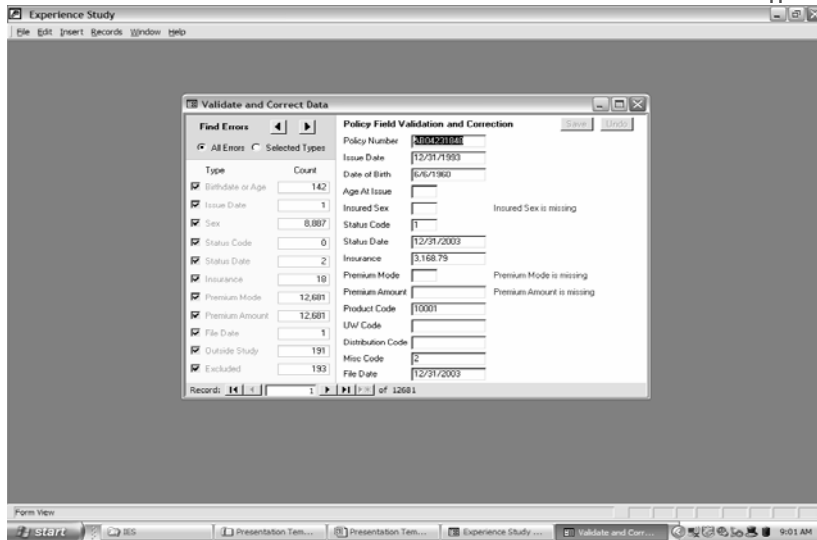 Experience Study
File Edit Insert Records Window Help
Validate and Correct Data
Find Errors
All Errors Selected Types
Type Count
Birthdate or Age 142
Issue Date 1
Sex 8,887
Status Code 0
Status Date 2
Insurance 18
Premium Mode 12,681
Premium Amount 12,681
File Date 1
Outside Study 191
Excluded 193
Policy Field Validation and Correction Save Undo
Policy Number
Issue Date 12/31/1993
Date of Birth 6/6/1960
Age At Issue
Insured Sex Insured Sex is missing
Status Code 1
Status Date 12/31/2003
Insurance 3,168.79
Premium Mode Premium Mode is missing
Premium Amount Premium Amount is missing
Product Code 10001
UW Code
Distribution Code
Misc Code 2
File Date 12/31/2003
Record: 1 of 12681
Form View
start IES Presentation Tem... Presentation Tem... Experience Study ... Validate and Corr... 9:01 AM